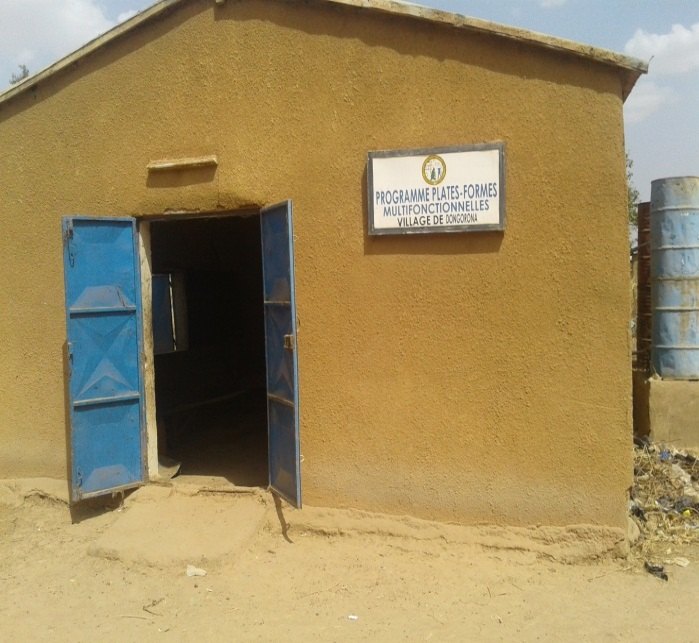 PROGRAMME PLATES-FORMES
MULTIFONCTIONNELLES
VILLAGE DE DONGORONA